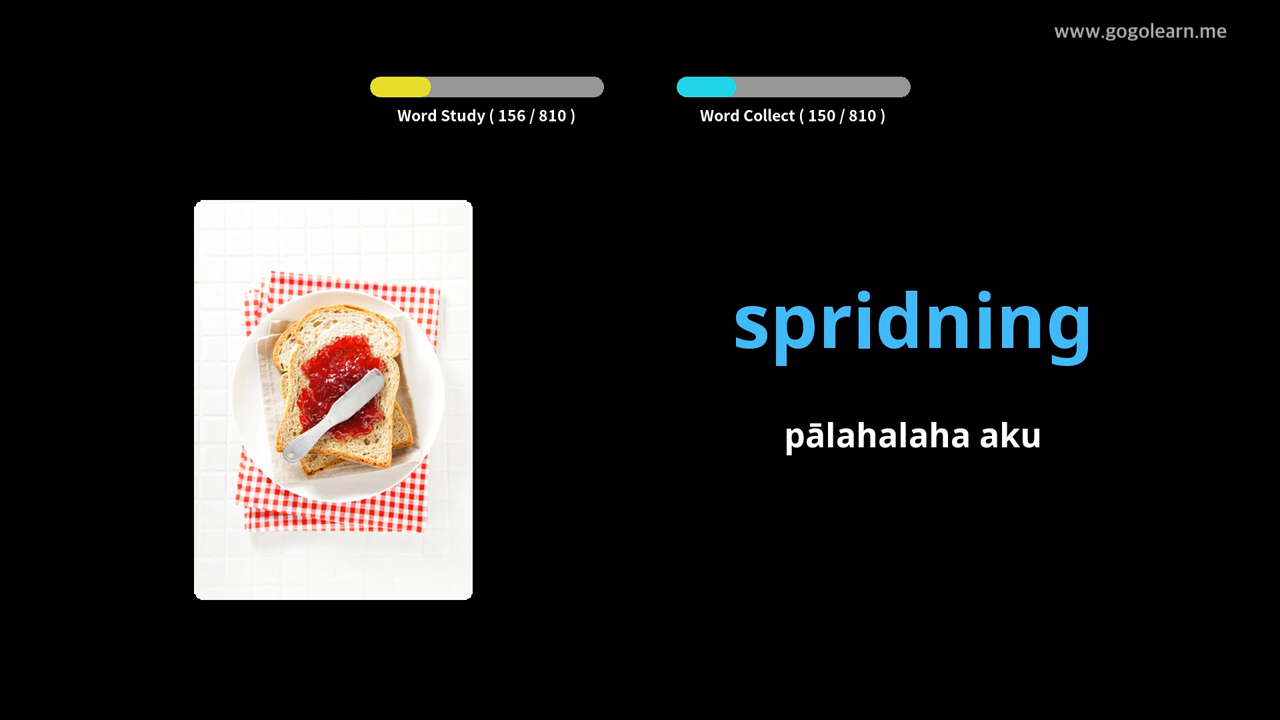 www.gogolearn.me
Word Study ( 156 / 810 )
Word Collect ( 150 / 810 )
spridning
pālahalaha aku